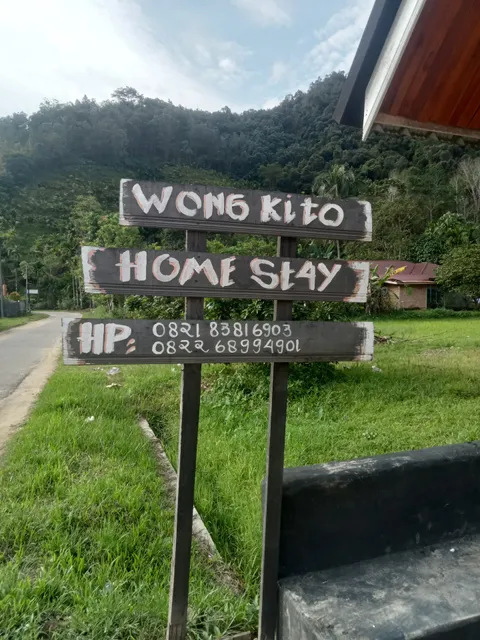 WONG Kito
HOME StAY
HP: 0821 83816903
0822 68994901